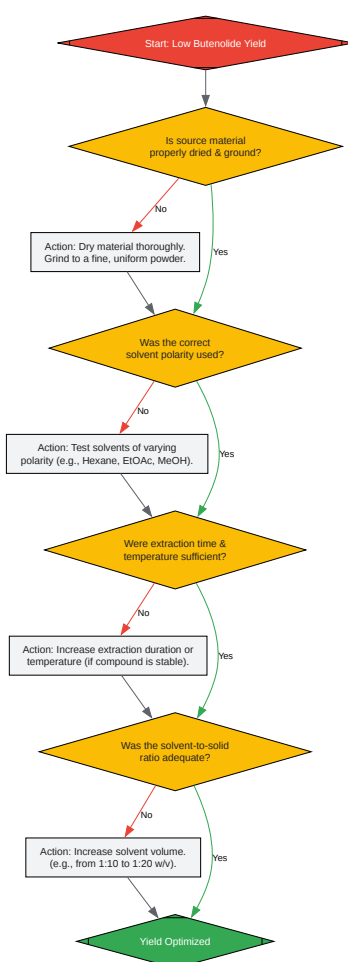 Start: Low Butenolide Yield
Is source material
properly dried & ground?
No
Yes
Action: Dry material thoroughly.
Grind to a fine, uniform powder.
Was the correct
solvent polarity used?
No
Yes
Action: Test solvents of varying
polarity (e.g., Hexane, EtOAc, MeOH).
Were extraction time &
temperature sufficient?
No
Yes
Action: Increase extraction duration or
temperature (if compound is stable).
Was the solvent-to-solid
ratio adequate?
No
Yes
Action: Increase solvent volume.
(e.g., from 1:10 to 1:20 w/v).
Yield Optimized